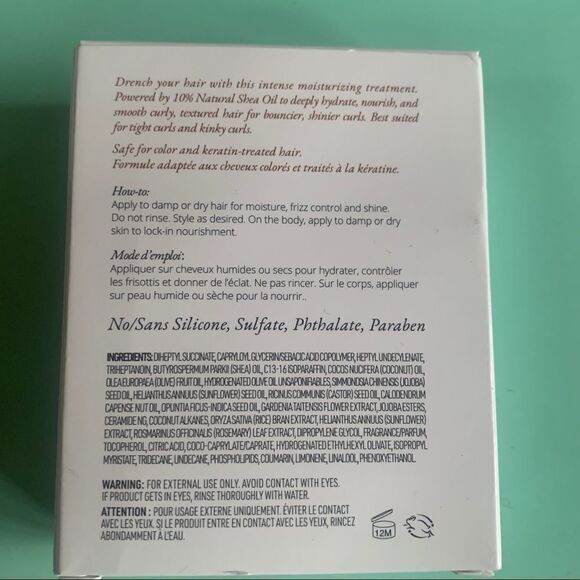 Drench your hair with this intense moisturizing treatment.
Powered by 10% Natural Shea Oil to deeply hydrate, nourish, and
smooth curly, textured hair for bouncier, shinier curls. Best suited
for tight curls and kinky curls.
Safe for color and keratin-treated hair.
Formule adaptée aux cheveux colorés et traités à la kératine.
How-to:
Apply to damp or dry hair for moisture, frizz control and shine.
Do not rinse. Style as desired. On the body, apply to damp or dry
skin to lock-in nourishment.
Mode d'emploi:
Appliquer sur cheveux humides ou secs pour hydrater, contrôler
les frisottis et donner de l'éclat. Ne pas rincer. Sur le corps, appliquer
sur peau humide ou sèche pour la nourrir..
No/Sans Silicone, Sulfate, Phthalate, Paraben
INGREDIENTS: DIHEPTYL SUCCINATE, CAPRYLOYL GLYCERIN/SEBACIC ACID COPOLYMER, HEPTYL UNDECYLENATE,
TRIHEPTANOIN, BUTYROSPERMUM PARKII (SHEA) OIL, C13-16 ISOPARAFFIN, COCOS NUCIFERA (COCONUT) OIL,
OLEA EUROPAEA (OLIVE) FRUIT OIL, HYDROGENATED OLIVE OIL UNSAPONIFIABLES, SIMMONDSIA CHINENSIS (JOJOBA)
SEED OIL, HELIANTHUS ANNUUS (SUNFLOWER) SEED OIL, RICINUS COMMUNIS (CASTOR) SEED OIL, CALODENDRUM
CAPENSE NUT OIL, OPUNTIA FICUS-INDICA SEED OIL, GARDENIA TAITENSIS FLOWER EXTRACT, JOJOBA ESTERS,
CERAMIDE NG, COCONUT ALKANES, ORYZA SATIVA (RICE) BRAN EXTRACT, HELIANTHUS ANNUUS (SUNFLOWER)
EXTRACT, ROSMARINUS OFFICINALIS (ROSEMARY) LEAF EXTRACT, DIPROPYLENE GLYCOL, FRAGRANCE/PARFUM,
TOCOPHEROL, CITRIC ACID, COCO-CAPRYLATE/CAPRATE, HYDROGENATED ETHYLHEXYL OLIVATE, ISOPROPYL
MYRISTATE, TRIDECANE, UNDECANE, PHOSPHOLIPIDS, COUMARIN, LIMONENE, LINALOOL, PHENOXYETHANOL.
WARNING: FOR EXTERNAL USE ONLY. AVOID CONTACT WITH EYES.
IF PRODUCT GETS IN EYES, RINSE THOROUGHLY WITH WATER.
ATTENTION : POUR USAGE EXTERNE UNIQUEMENT. ÉVITER LE CONTACT
AVEC LES YEUX. SI LE PRODUIT ENTRE EN CONTACT AVEC LES YEUX, RINCEZ
ABONDAMMENT À L'EAU.
12M